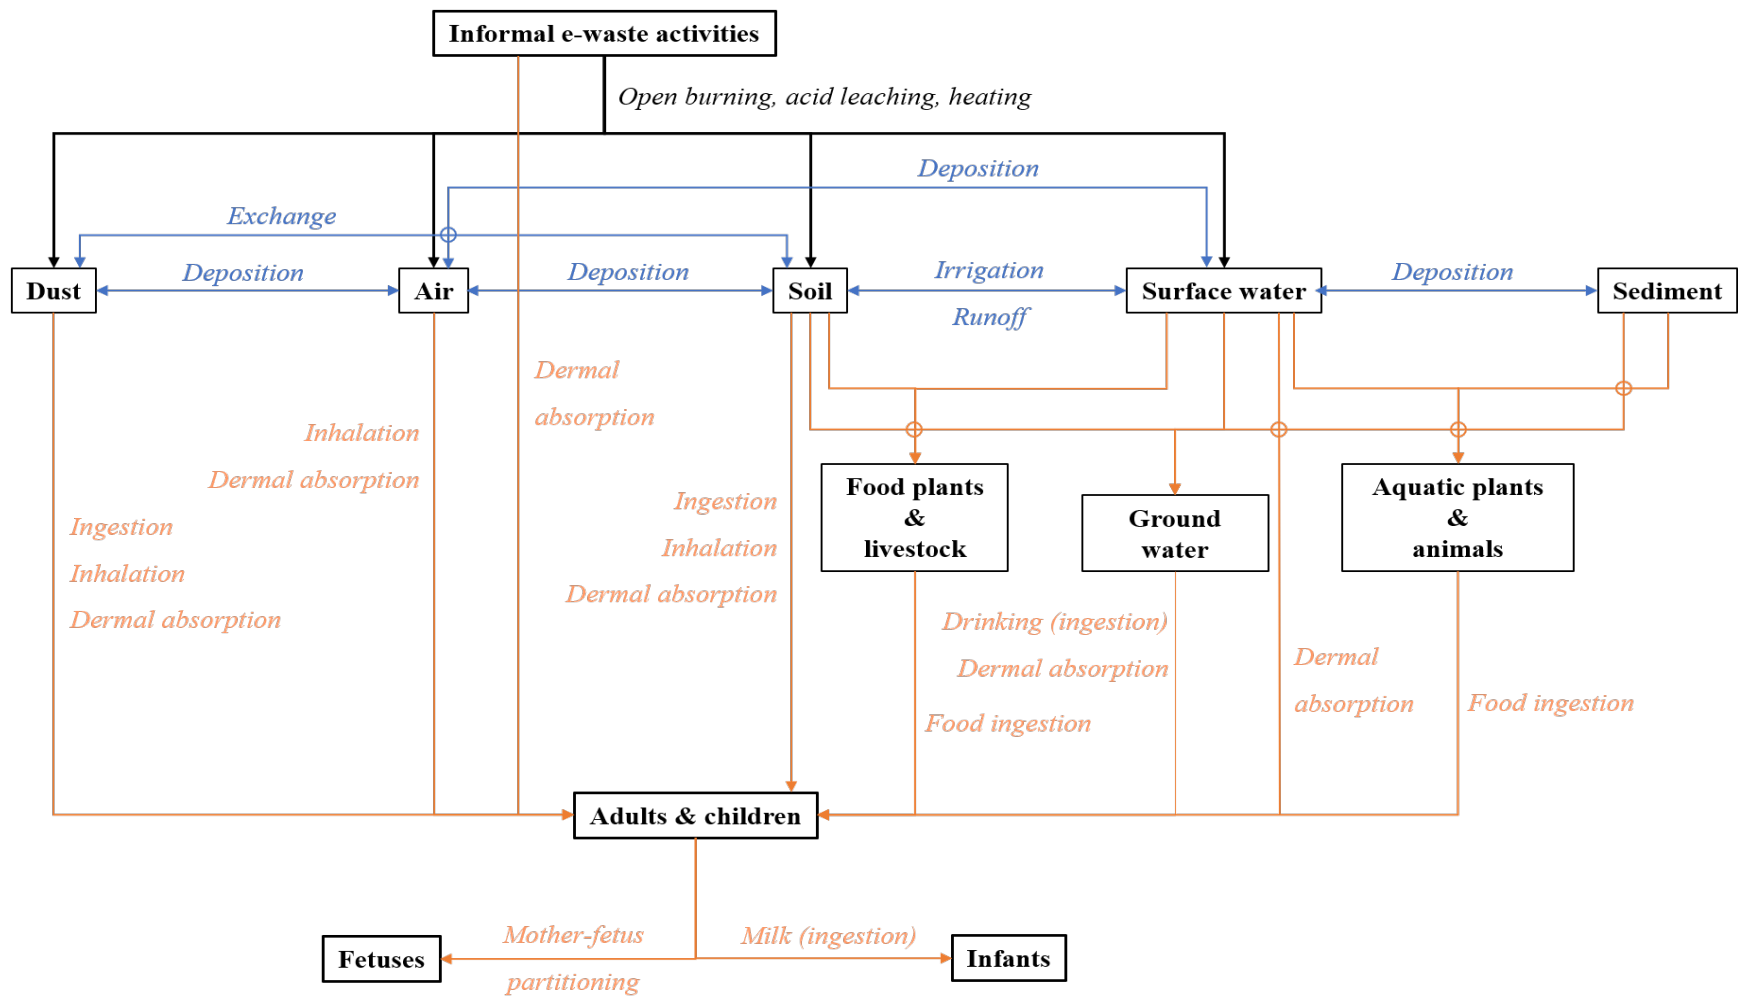 Informal e-waste activities
Open burning, acid leaching, heating
Deposition
Exchange
Dust
Deposition
Air
Deposition
Soil
Irrigation
Runoff
Surface water
Deposition
Sediment
Dermal
absorption
Inhalation
Dermal absorption
Ingestion
Inhalation
Dermal absorption
Ingestion
Inhalation
Dermal absorption
Food plants
&
livestock
Ground
water
Aquatic plants
&
animals
Drinking (ingestion)
Dermal absorption
Food ingestion
Dermal
absorption
Food ingestion
Adults & children
Fetuses
Mother-fetus
partitioning
Milk (ingestion)
Infants